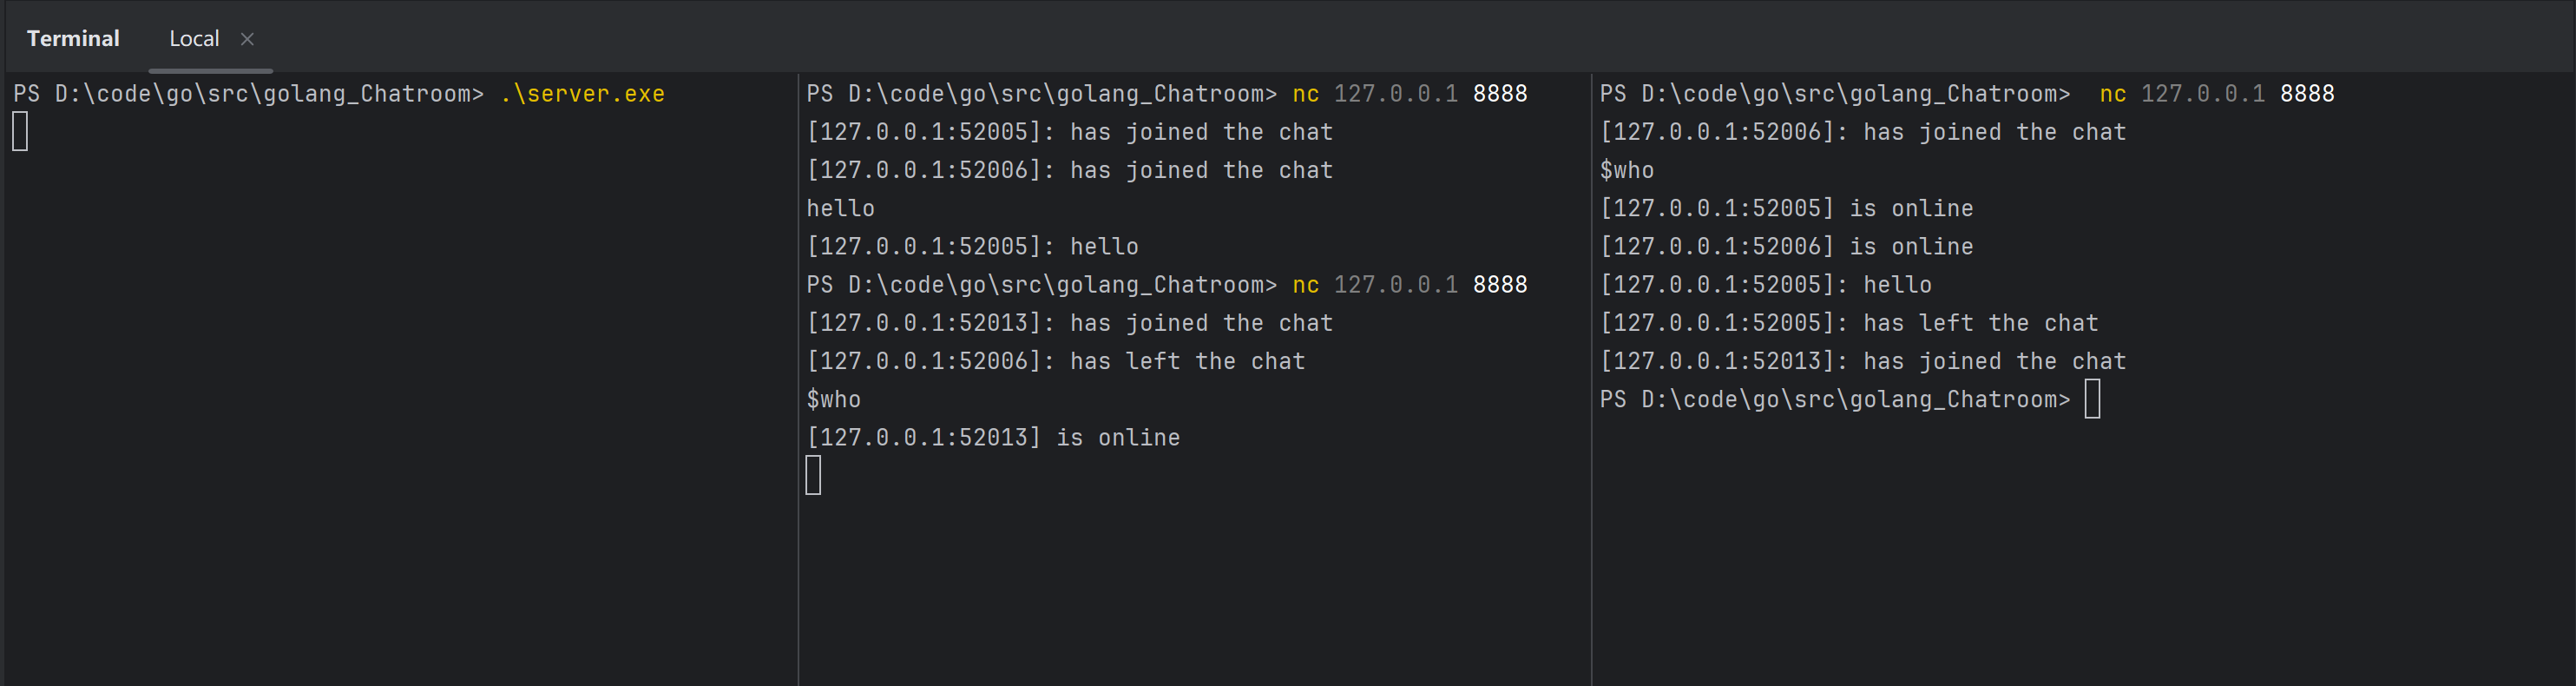 Terminal Local ×
PS D:\code\go\src\golang_Chatroom> .\server.exe
PS D:\code\go\src\golang_Chatroom> nc 127.0.0.1 8888
[127.0.0.1:52005]: has joined the chat
[127.0.0.1:52006]: has joined the chat
hello
[127.0.0.1:52005]: hello
PS D:\code\go\src\golang_Chatroom> nc 127.0.0.1 8888
[127.0.0.1:52013]: has joined the chat
[127.0.0.1:52006]: has left the chat
$who
[127.0.0.1:52013] is online
PS D:\code\go\src\golang_Chatroom>  nc 127.0.0.1 8888
[127.0.0.1:52006]: has joined the chat
$who
[127.0.0.1:52005] is online
[127.0.0.1:52006] is online
[127.0.0.1:52005]: hello
[127.0.0.1:52005]: has left the chat
[127.0.0.1:52013]: has joined the chat
PS D:\code\go\src\golang_Chatroom>